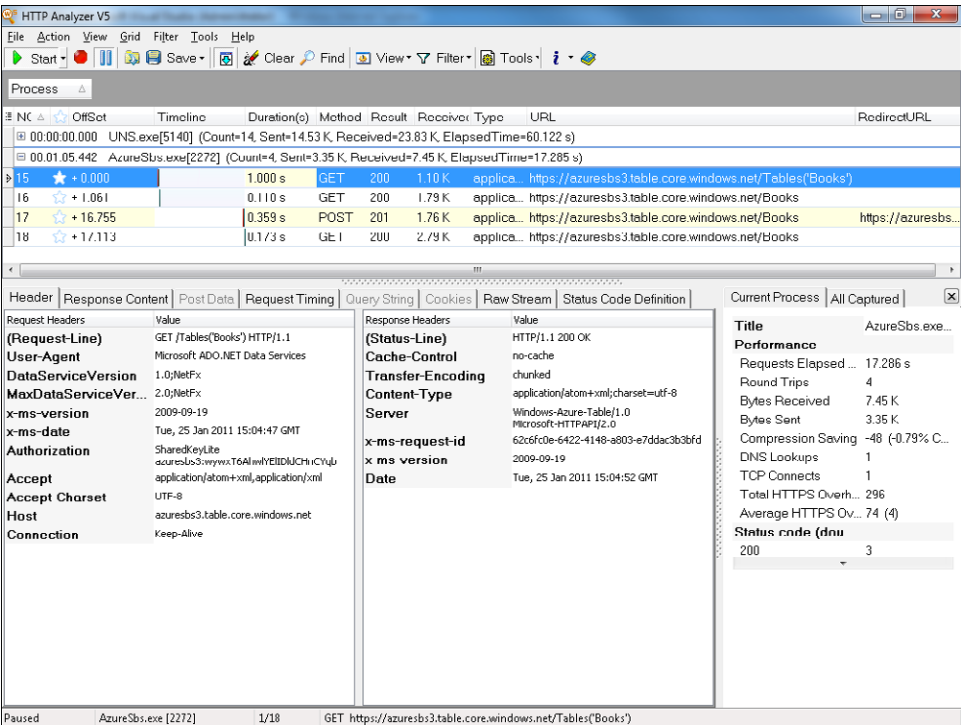 HTTP Analyzer V5
File Action View Grid Filter Tools Help
Start Save Clear Find View Filter Tools
Process
NC OffSet Timeline Duration(s) Method Result Received Type URL RedirectURL
00:00:00.000 UNS.exe[5140] (Count=14, Sent=14.53 K, Received=23.83 K, ElapsedTime=60.122 s)
00:01:05.442 AzureSbs.exe[2272] (Count=4, Sent=3.35 K, Received=7.45 K, ElapsedTime=17.285 s)
15 + 0.000 1.000 s GET 200 1.10 K applica... https://azuresbs3.table.core.windows.net/Tables('Books')
16 + 1.061 0.110 s GET 200 1.79 K applica... https://azuresbs3.table.core.windows.net/Books
17 + 16.755 0.359 s POST 201 1.76 K applica... https://azuresbs3.table.core.windows.net/Books https://azuresbs...
18 + 17.113 0.173 s GET 200 2.79 K applica... https://azuresbs3.table.core.windows.net/Books
Header Response Content Post Data Request Timing Query String Cookies Raw Stream Status Code Definition
Request Headers Value
(Request-Line) GET /Tables('Books') HTTP/1.1
User-Agent Microsoft ADO.NET Data Services
DataServiceVersion 1.0;NetFx
MaxDataServiceVer... 2.0;NetFx
x-ms-version 2009-09-19
x-ms-date Tue, 25 Jan 2011 15:04:47 GMT
Authorization SharedKeyLite
Accept application/atom+xml,application/xml
Accept Charset UTF-8
Host azuresbs3.table.core.windows.net
Connection Keep-Alive
Response Headers Value
(Status-Line) HTTP/1.1 200 OK
Cache-Control no-cache
Transfer-Encoding chunked
Content-Type application/atom+xml;charset=utf-8
Server Windows-Azure-Table/1.0
Microsoft-HTTPAPI/2.0
x-ms-request-id 62c6fc0e-6422-4148-a803-e7ddac3b3bfd
x ms version 2009-09-19
Date Tue, 25 Jan 2011 15:04:52 GMT
Current Process All Captured
Title AzureSbs.exe...
Performance
Requests Elapsed ... 17.286 s
Round Trips 4
Bytes Received 7.45 K
Bytes Sent 3.35 K
Compression Saving -48 (-0.79% C...
DNS Lookups 1
TCP Connects 1
Total HTTPS Overh... 296
Average HTTPS Ov... 74 (4)
Status code (dou
200 3
Paused AzureSbs.exe [2272] 1/18 GET https://azuresbs3.table.core.windows.net/Tables('Books')